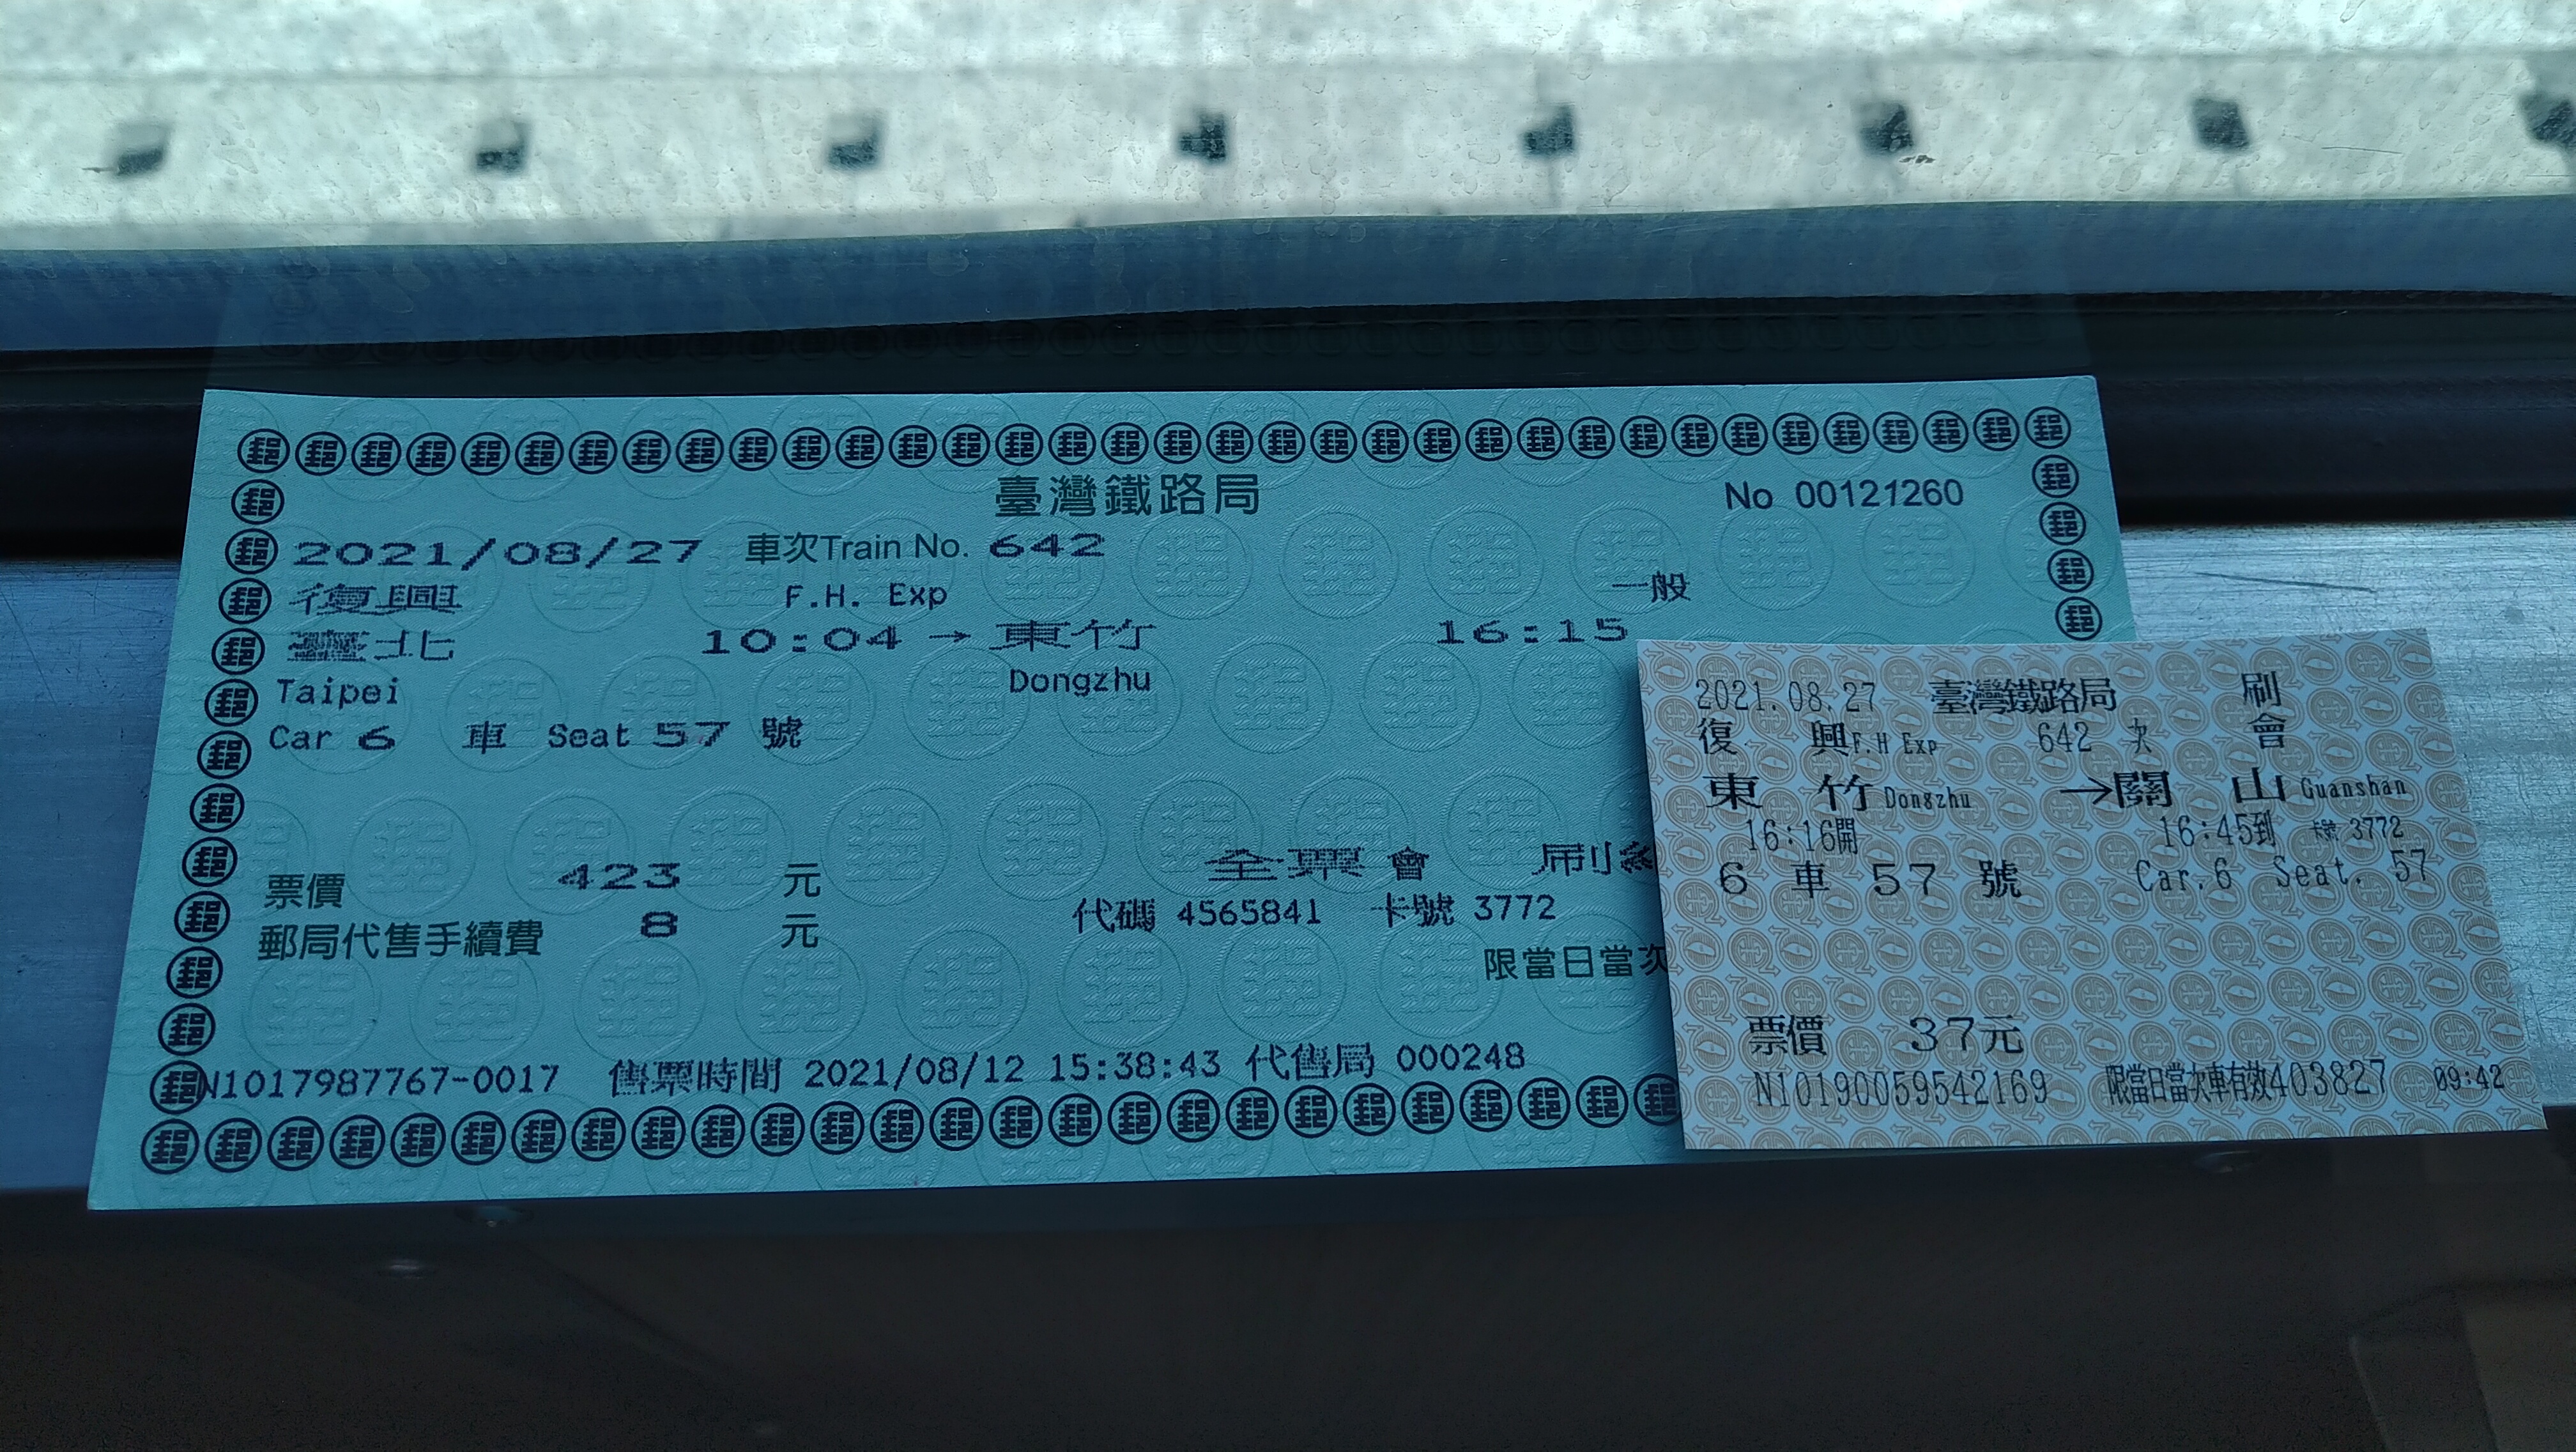 臺灣鐵路局
No 00121260
2021/08/27 車次Train No. 642
復興 F.H. Exp 一般
臺北 10:04 → 東竹 16:15
Taipei Dongzhu
Car 6 車 Seat 57 號
票價 423 元 全票 會 刷
郵局代售手續費 8 元 代碼 4565841 卡號 3772
限當日當次
N1017987767-0017 售票時間 2021/08/12 15:38:43 代售局 000248
2021.08.27 臺灣鐵路局 刷
復興F.H Exp 642 次 會
東竹 Dongzhu →關山 Guanshan
16:16開 16:45到 卡號 3772
6 車 57 號 Car.6 Seat. 57
票價 37元
N10190059542169 限當日當次車有效403827 09:42